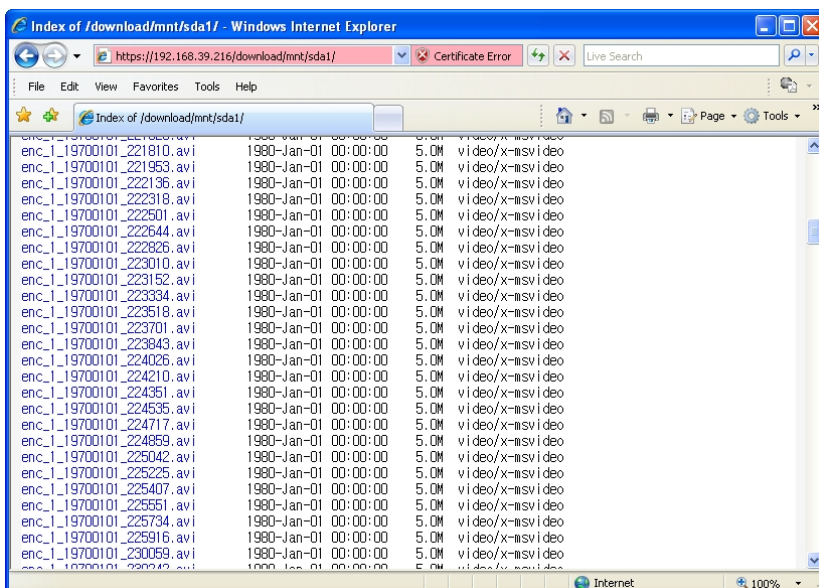 Index of /download/mnt/sda1/ - Windows Internet Explorer
https://192.168.39.216/download/mnt/sda1/
Certificate Error
Live Search
File Edit View Favorites Tools Help
Index of /download/mnt/sda1/
Page
Tools
enc_1_19700101_221810.avi 1980-Jan-01 00:00:00 5.0M video/x-msvideo
enc_1_19700101_221953.avi 1980-Jan-01 00:00:00 5.0M video/x-msvideo
enc_1_19700101_222136.avi 1980-Jan-01 00:00:00 5.0M video/x-msvideo
enc_1_19700101_222318.avi 1980-Jan-01 00:00:00 5.0M video/x-msvideo
enc_1_19700101_222501.avi 1980-Jan-01 00:00:00 5.0M video/x-msvideo
enc_1_19700101_222644.avi 1980-Jan-01 00:00:00 5.0M video/x-msvideo
enc_1_19700101_222826.avi 1980-Jan-01 00:00:00 5.0M video/x-msvideo
enc_1_19700101_223010.avi 1980-Jan-01 00:00:00 5.0M video/x-msvideo
enc_1_19700101_223152.avi 1980-Jan-01 00:00:00 5.0M video/x-msvideo
enc_1_19700101_223334.avi 1980-Jan-01 00:00:00 5.0M video/x-msvideo
enc_1_19700101_223518.avi 1980-Jan-01 00:00:00 5.0M video/x-msvideo
enc_1_19700101_223701.avi 1980-Jan-01 00:00:00 5.0M video/x-msvideo
enc_1_19700101_223843.avi 1980-Jan-01 00:00:00 5.0M video/x-msvideo
enc_1_19700101_224026.avi 1980-Jan-01 00:00:00 5.0M video/x-msvideo
enc_1_19700101_224210.avi 1980-Jan-01 00:00:00 5.0M video/x-msvideo
enc_1_19700101_224351.avi 1980-Jan-01 00:00:00 5.0M video/x-msvideo
enc_1_19700101_224535.avi 1980-Jan-01 00:00:00 5.0M video/x-msvideo
enc_1_19700101_224717.avi 1980-Jan-01 00:00:00 5.0M video/x-msvideo
enc_1_19700101_224859.avi 1980-Jan-01 00:00:00 5.0M video/x-msvideo
enc_1_19700101_225042.avi 1980-Jan-01 00:00:00 5.0M video/x-msvideo
enc_1_19700101_225225.avi 1980-Jan-01 00:00:00 5.0M video/x-msvideo
enc_1_19700101_225407.avi 1980-Jan-01 00:00:00 5.0M video/x-msvideo
enc_1_19700101_225551.avi 1980-Jan-01 00:00:00 5.0M video/x-msvideo
enc_1_19700101_225734.avi 1980-Jan-01 00:00:00 5.0M video/x-msvideo
enc_1_19700101_225916.avi 1980-Jan-01 00:00:00 5.0M video/x-msvideo
enc_1_19700101_230059.avi 1980-Jan-01 00:00:00 5.0M video/x-msvideo
Internet
100%